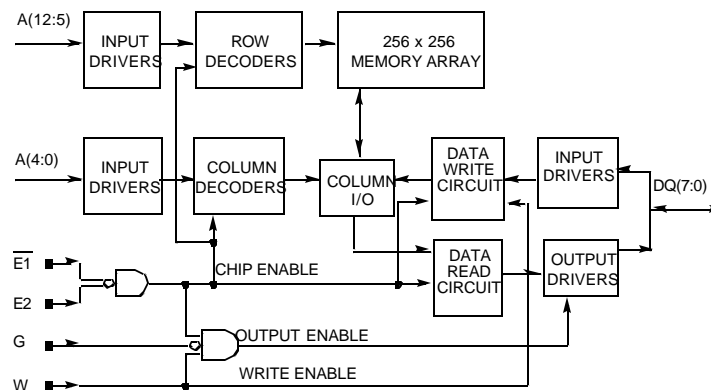 A(12:5)
INPUT
DRIVERS
ROW
DECODERS
256 x 256
MEMORY ARRAY
A(4:0)
INPUT
DRIVERS
COLUMN
DECODERS
COLUMN
I/O
DATA
WRITE
CIRCUIT
INPUT
DRIVERS
DQ(7:0)
E1
CHIP ENABLE
DATA
READ
CIRCUIT
OUTPUT
DRIVERS
E2
G
OUTPUT ENABLE
W
WRITE ENABLE